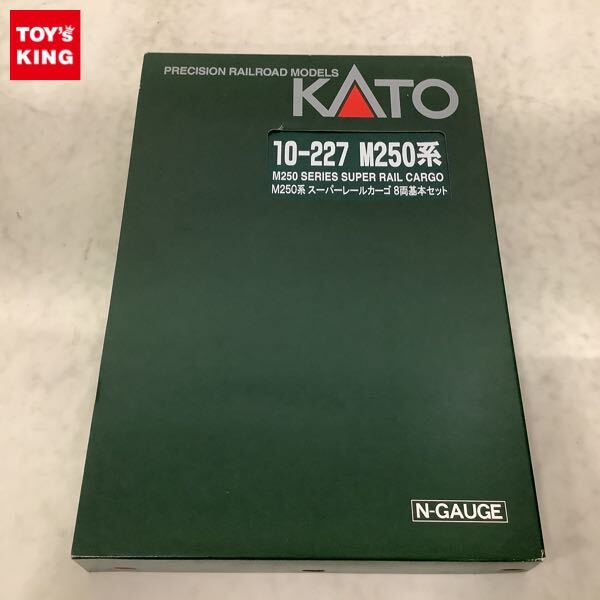 TOY's
KING
PRECISION RAILROAD MODELS
KATO
10-227 M250系
M250 SERIES SUPER RAIL CARGO
M250系 スーパーレールカーゴ 8両基本セット
N-GAUGE